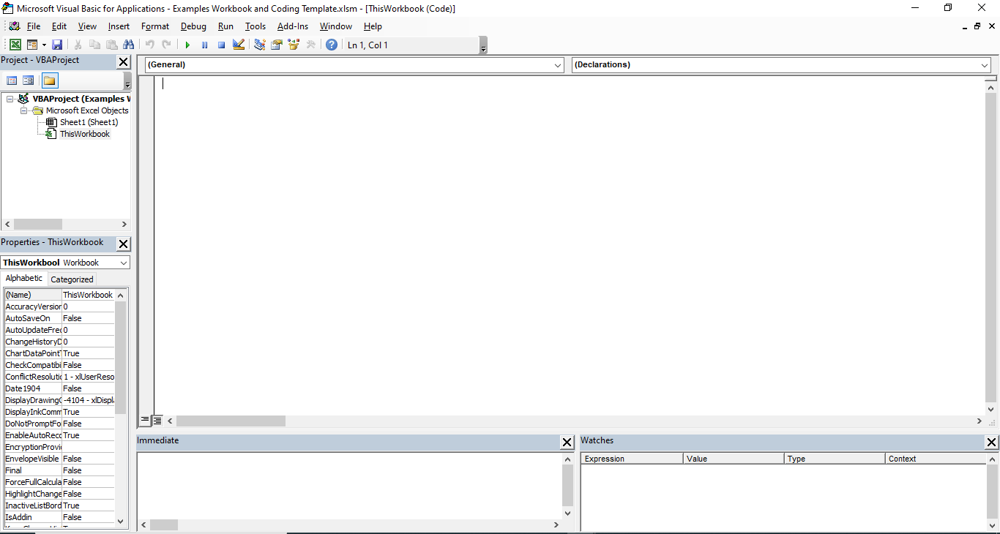 Microsoft Visual Basic for Applications - Examples Workbook and Coding Template.xlsm - [ThisWorkbook (Code)]
File Edit View Insert Format Debug Run Tools Add-Ins Window Help
Ln 1, Col 1
Project - VBAProject
VBAProject (Examples W
Microsoft Excel Objects
Sheet1 (Sheet1)
ThisWorkbook
Properties - ThisWorkbook
ThisWorkbool Workbook
Alphabetic Categorized
(Name) ThisWorkbook
AccuracyVersior 0
AutoSaveOn False
AutoUpdateFrec 0
ChangeHistoryD 0
ChartDataPoint True
CheckCompatibi False
ConflictResolutic 1 - xlUserReso
Date1904 False
DisplayDrawingC -4104 - xlDispla
DisplayInkComm True
DoNotPromptFo False
EnableAutoReco True
EncryptionProvi
EnvelopeVisible False
Final False
ForceFullCalcula False
HighlightChange False
InactiveListBord True
IsAddin False
(General)
(Declarations)
Immediate
Watches
Expression Value Type Context